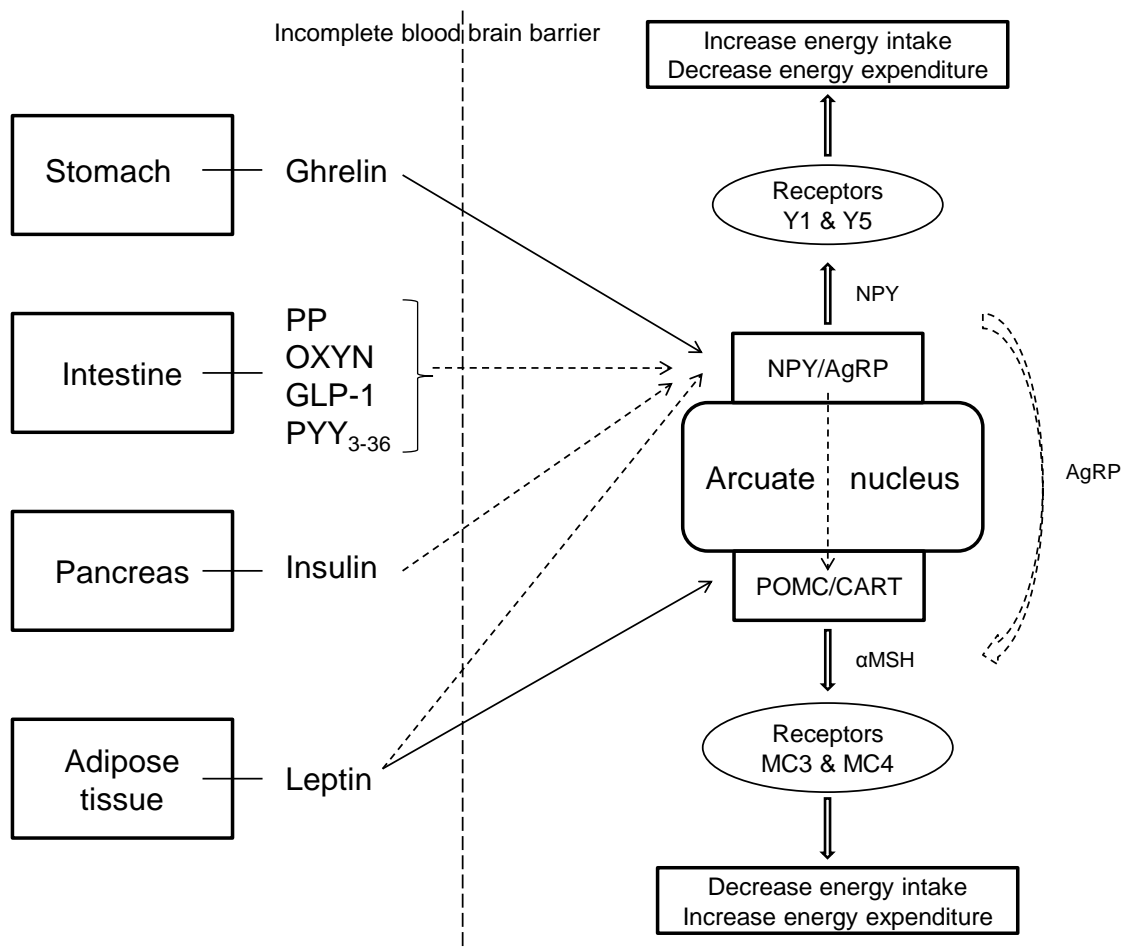 Incomplete blood brain barrier
Increase energy intake
Decrease energy expenditure
Stomach
Ghrelin
Receptors
Y1 & Y5
NPY
Intestine
PP
OXYN
GLP-1
PYY3-36
NPY/AgRP
Arcuate nucleus
AgRP
Pancreas
Insulin
POMC/CART
αMSH
Adipose
tissue
Leptin
Receptors
MC3 & MC4
Decrease energy intake
Increase energy expenditure